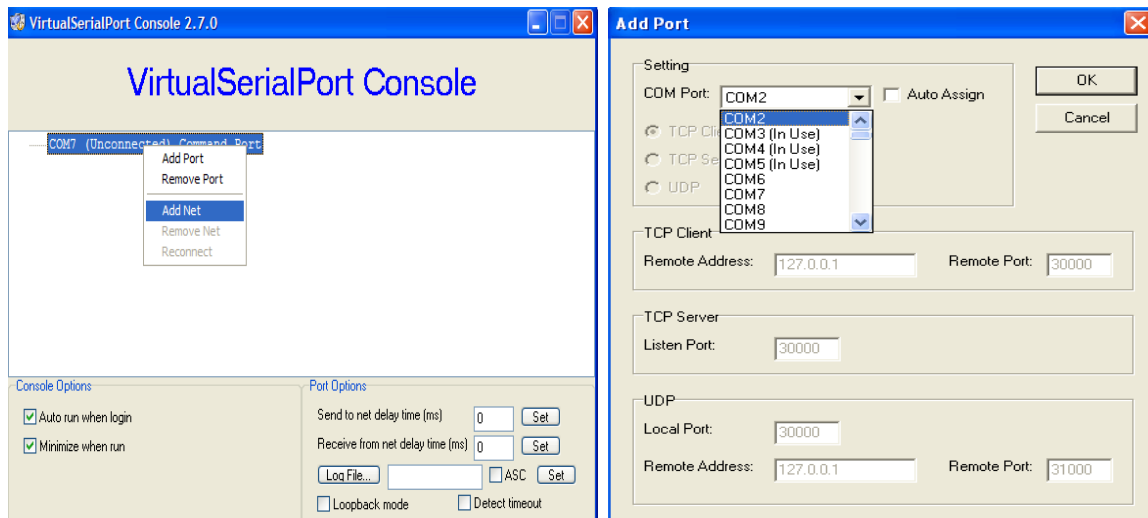 VirtualSerialPort Console 2.7.0
VirtualSerialPort Console
COM7 (Unconnected) Command Port
Add Port
Remove Port
Add Net
Remove Net
Reconnect
Console Options
Auto run when login
Minimize when run
Port Options
Send to net delay time (ms) 0 Set
Receive from net delay time (ms) 0 Set
Log File... ASC Set
Loopback mode Detect timeout
Add Port
Setting
COM Port: COM2 Auto Assign
OK
Cancel
COM2
COM3 (In Use)
COM4 (In Use)
COM5 (In Use)
COM6
COM7
COM8
COM9
TCP Cli
TCP Se
UDP
TCP Client
Remote Address: 127.0.0.1 Remote Port: 30000
TCP Server
Listen Port: 30000
UDP
Local Port: 30000
Remote Address: 127.0.0.1 Remote Port: 31000